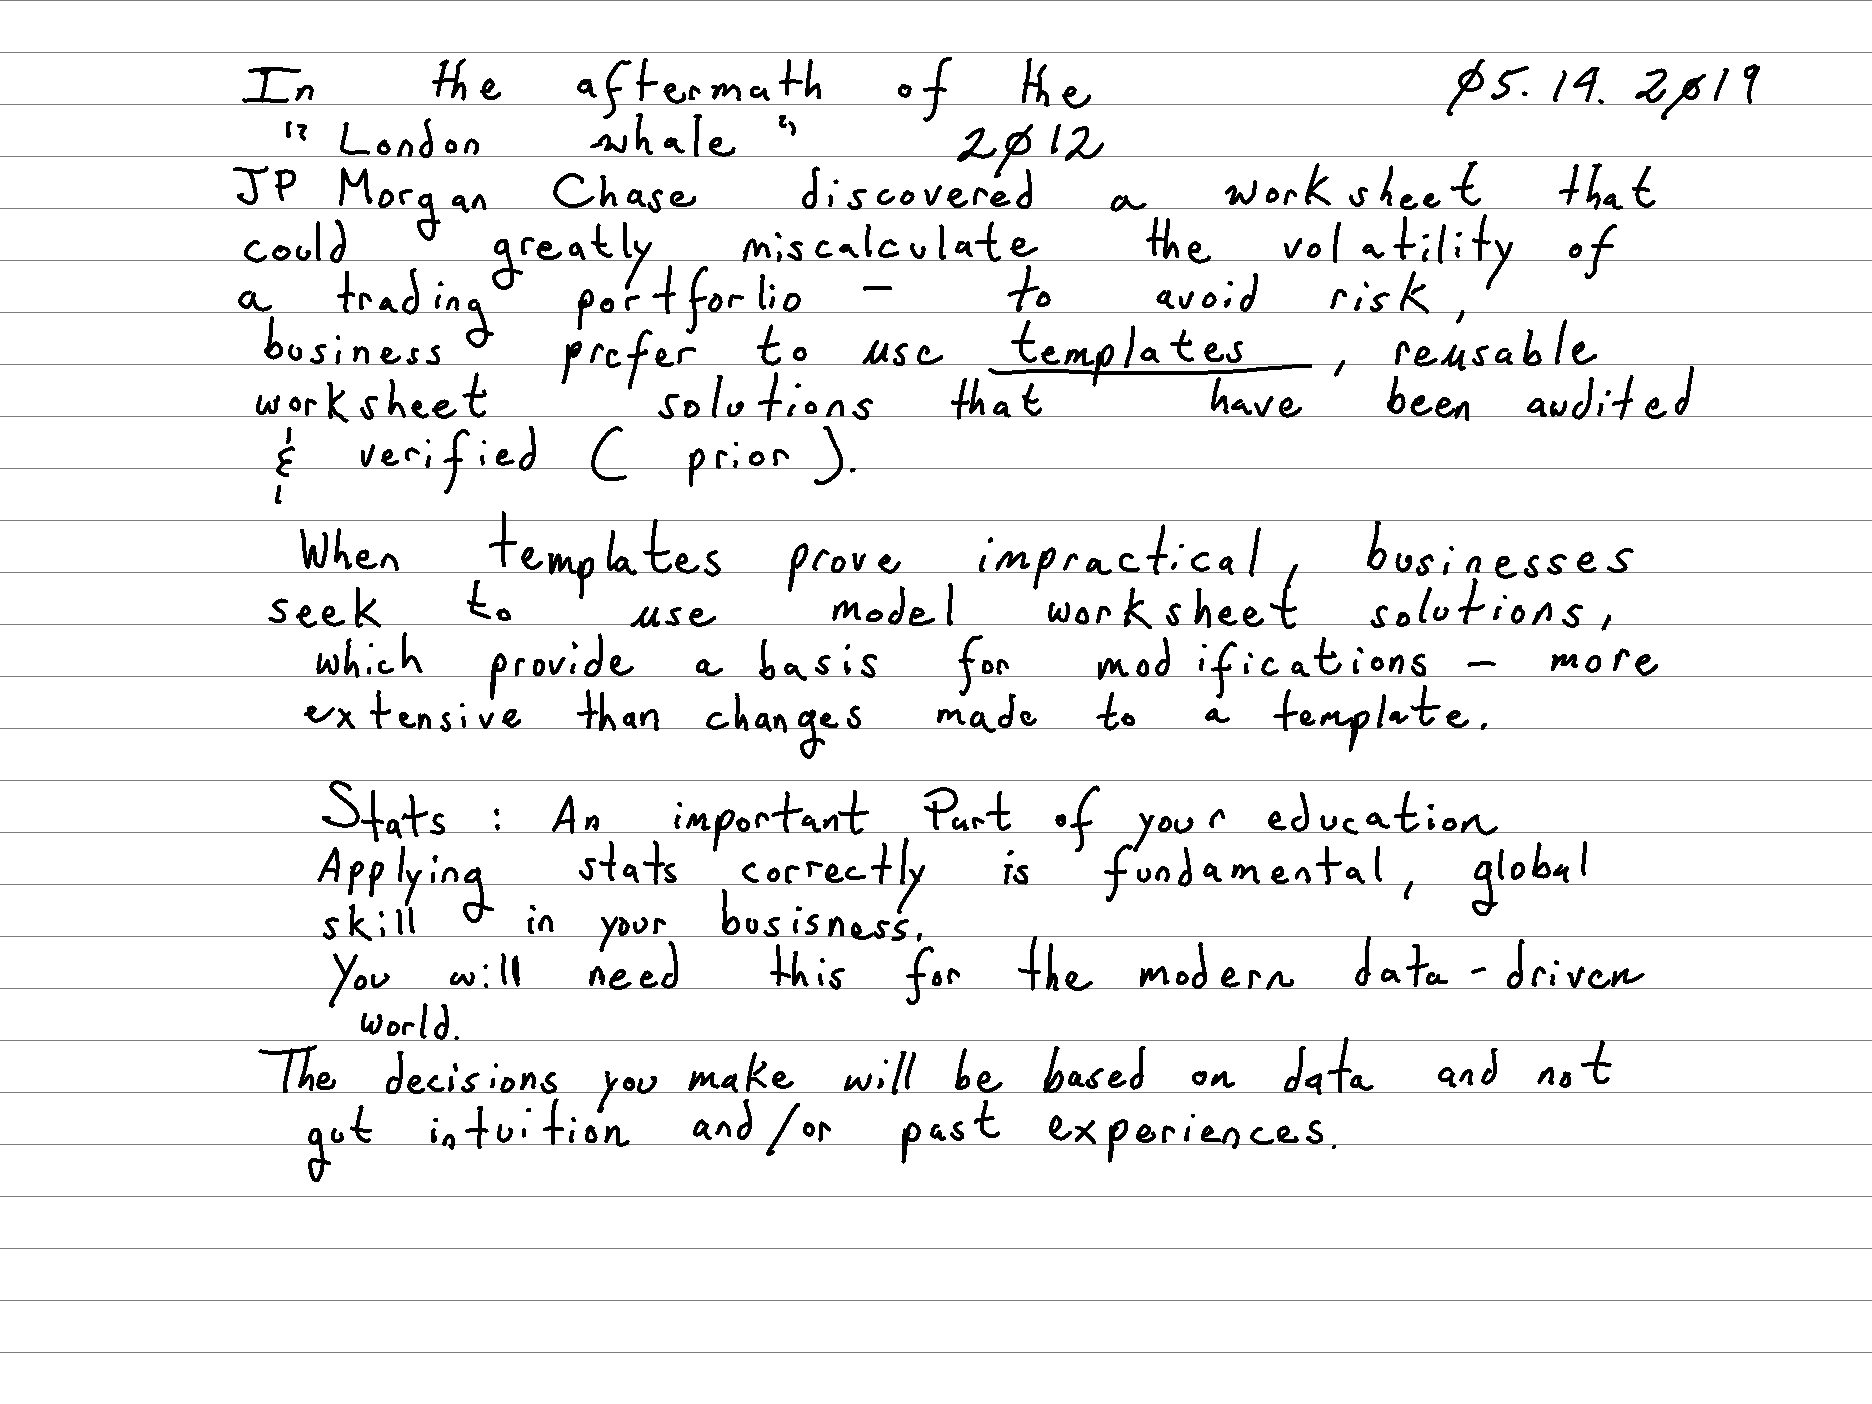 In the aftermath of the
Ø5.14.2Ø19
"London whale" 2Ø12
JP Morgan Chase discovered a worksheet that
could greatly miscalculate the volatility of
a trading portforlio - to avoid risk,
business prefer to use templates, reusable
worksheet solutions that have been audited
& verified ( prior ).
When templates prove impractical, businesses
seek to use model worksheet solutions,
which provide a basis for modifications - more
extensive than changes made to a template.
Stats : An important Part of your education
Applying stats correctly is fundamental, global
skill in your busisness.
You will need this for the modern data-driven
world.
The decisions you make will be based on data and not
gut intuition and/or past experiences.